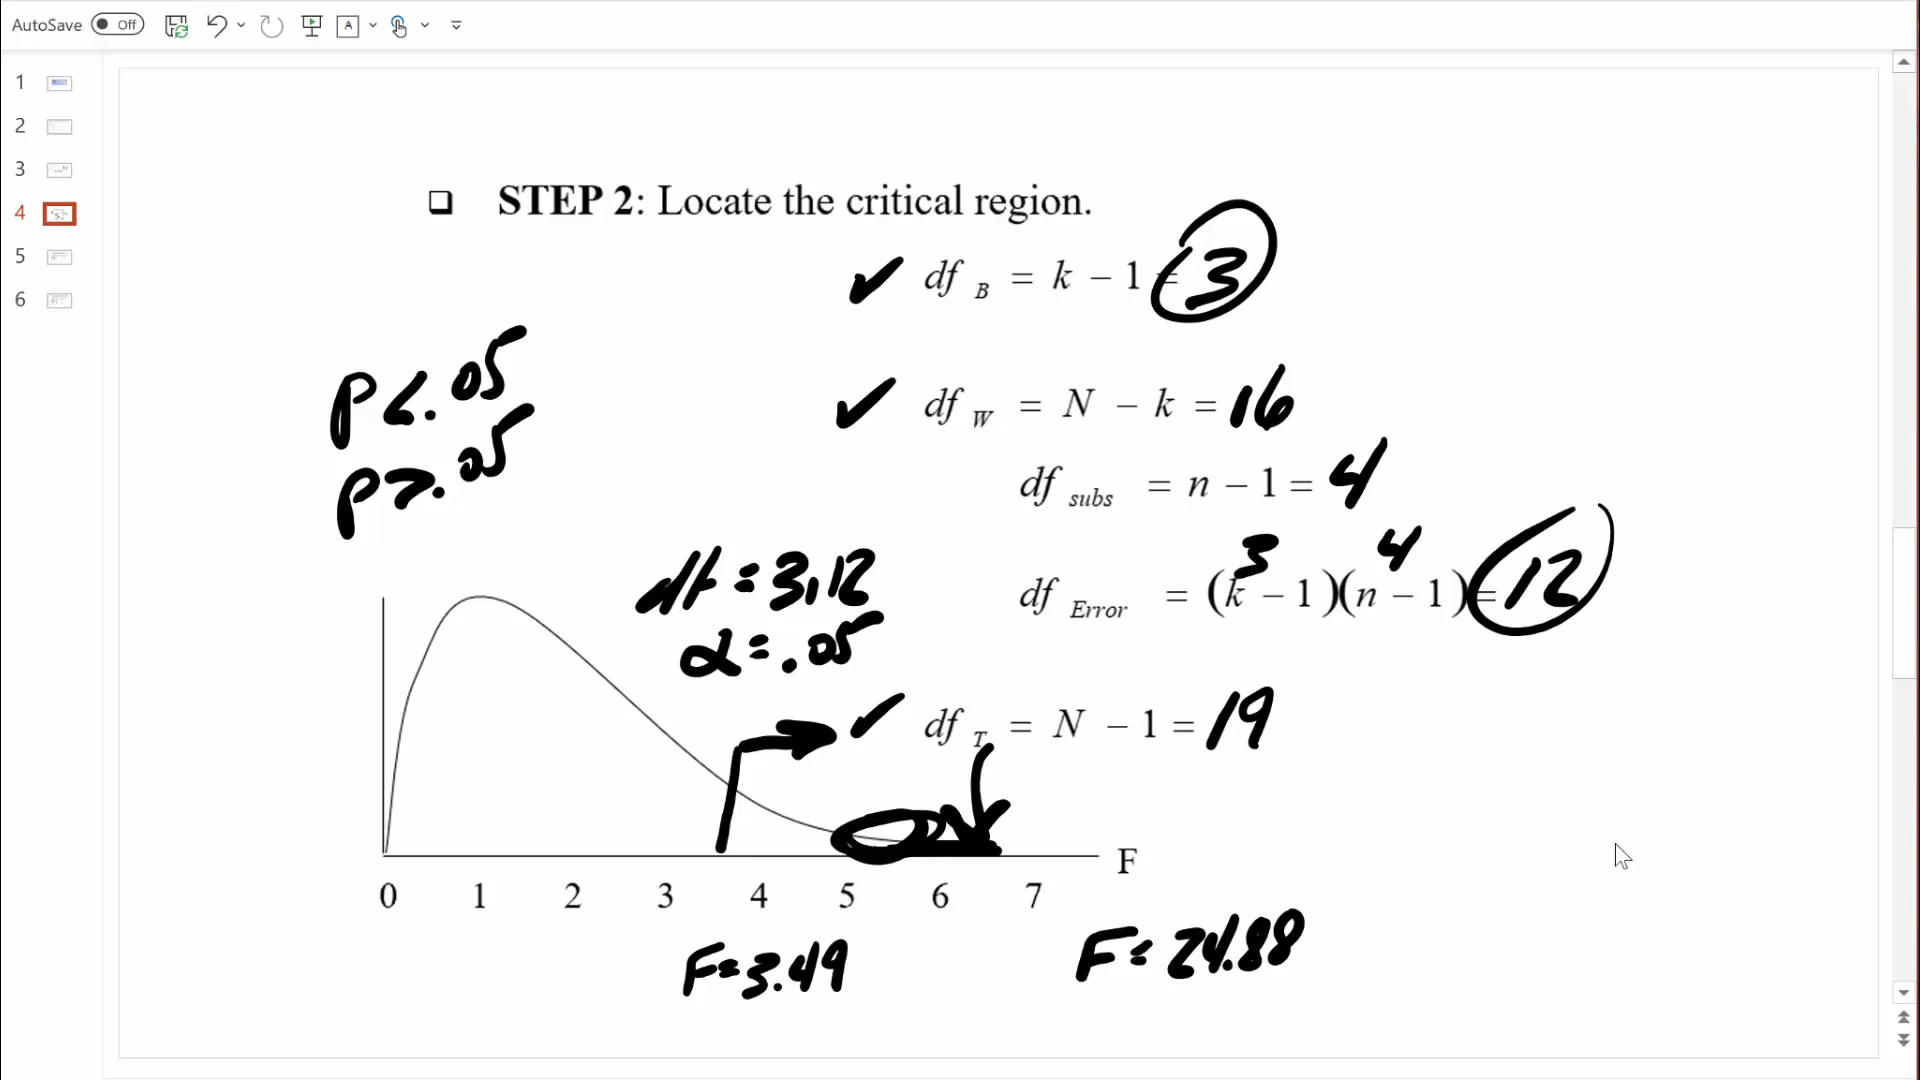 AutoSave Off A
1
2
3
4
5
6
STEP 2: Locate the critical region.
df B = k − 1 = 3
df W = N − k = 16
p < .05
p > .05
df subs = n − 1 = 4
3 4
df Error = (k − 1)(n − 1) = 12
df = 3,12
α = .05
df T = N − 1 = 19
F
0 1 2 3 4 5 6 7
F = 3.49
F = 24.88